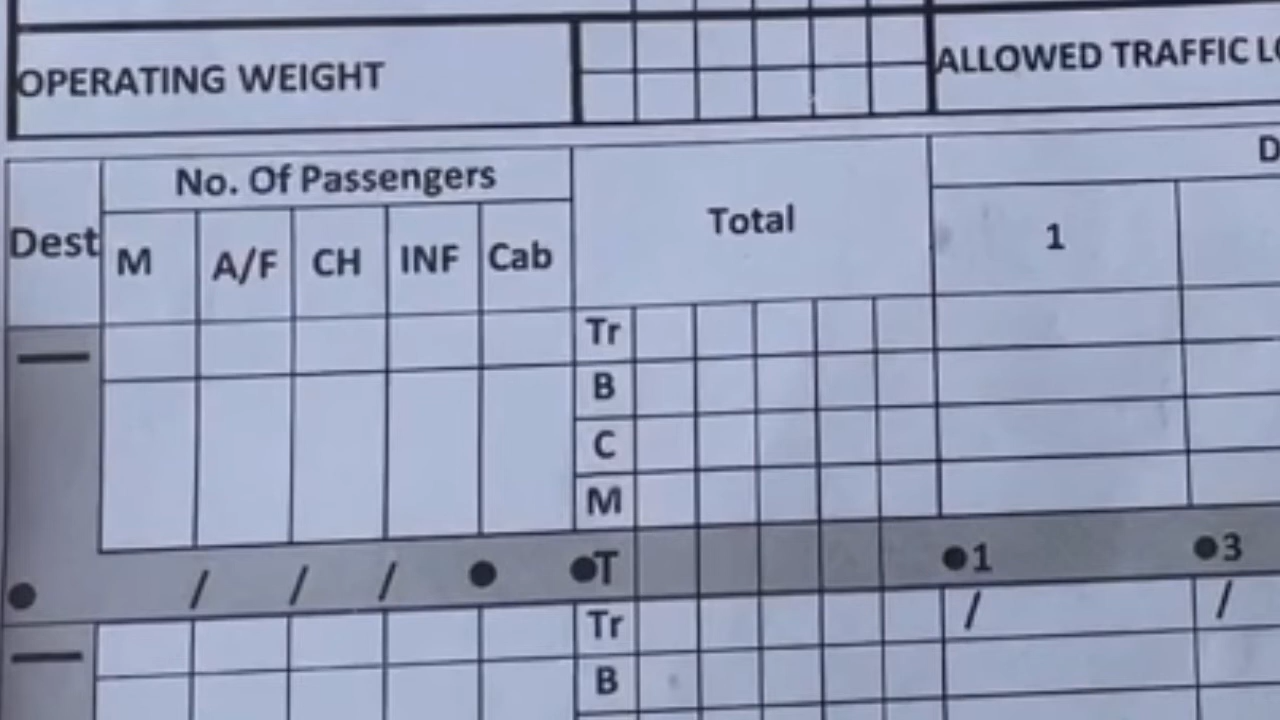 OPERATING WEIGHT ALLOWED TRAFFIC
No. Of Passengers
Dest M A/F CH INF Cab Total 1
Tr
B
C
M
/ / / ● ●T ●1 ●3
Tr / /
B